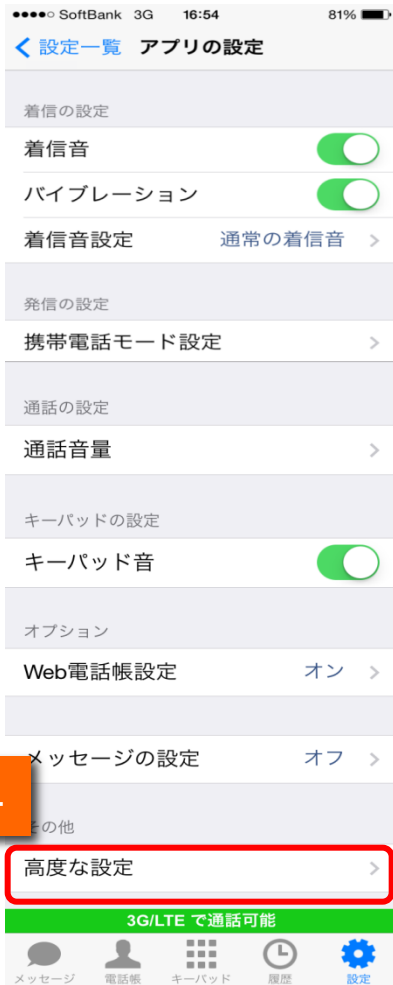 SoftBank 3G 16:54 81%
設定一覧 アプリの設定
着信の設定
着信音
バイブレーション
着信音設定 通常の着信音
発信の設定
携帯電話モード設定
通話の設定
通話音量
キーパッドの設定
キーパッド音
オプション
Web電話帳設定 オン
メッセージの設定 オフ
その他
高度な設定
3G/LTE で通話可能
メッセージ 電話帳 キーパッド 履歴 設定